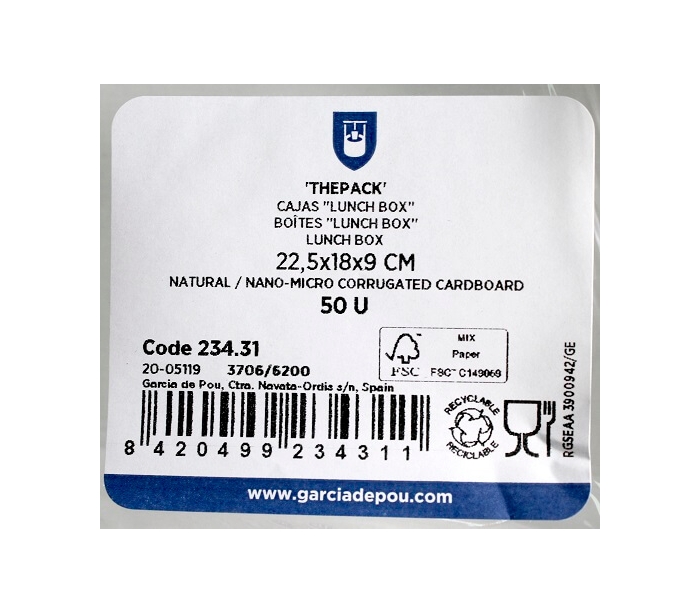 'THEPACK'
CAJAS "LUNCH BOX"
BOÎTES "LUNCH BOX"
LUNCH BOX
22,5x18x9 CM
NATURAL / NANO-MICRO CORRUGATED CARDBOARD
50 U
Code 234.31
20-05119 3706/6200
Garcia de Pou, Ctra. Navata-Ordis s/n, Spain
8 420499 234311
MIX
Paper
FSC FSC™ C149069
RECYCLABLE
RECICLABLE
RGSEAA 3900942/GE
www.garciadepou.com